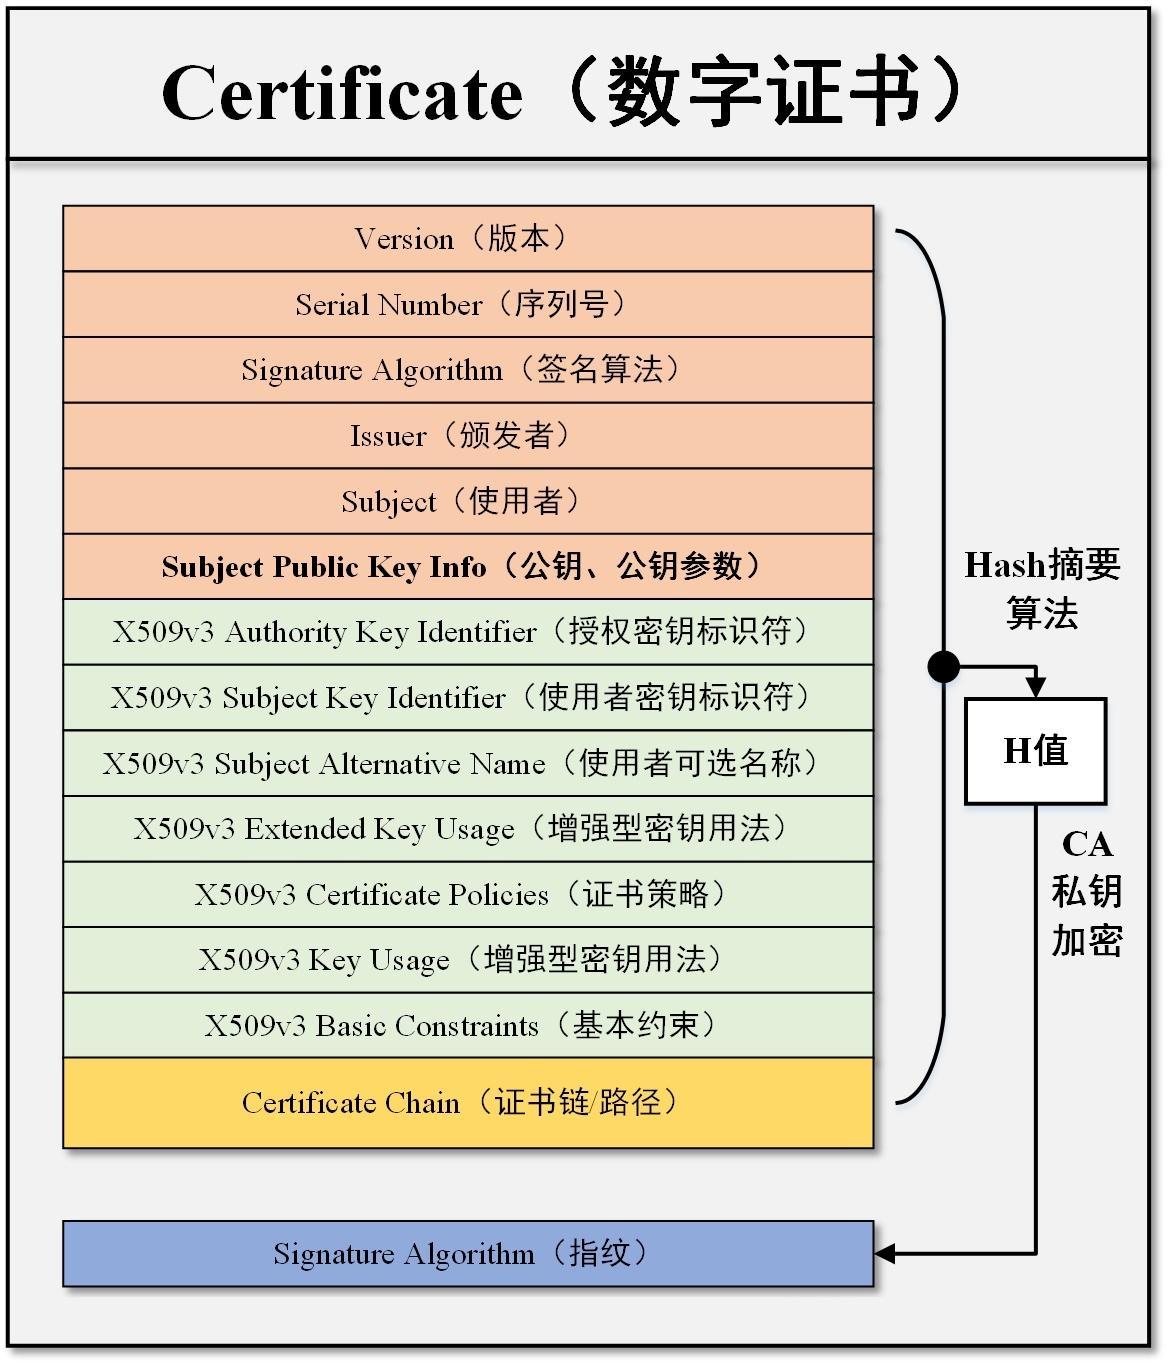 Certificate（数字证书）
Version（版本）
Serial Number（序列号）
Signature Algorithm（签名算法）
Issuer（颁发者）
Subject（使用者）
Subject Public Key Info（公钥、公钥参数）
X509v3 Authority Key Identifier（授权密钥标识符）
X509v3 Subject Key Identifier（使用者密钥标识符）
X509v3 Subject Alternative Name（使用者可选名称）
X509v3 Extended Key Usage（增强型密钥用法）
X509v3 Certificate Policies（证书策略）
X509v3 Key Usage（增强型密钥用法）
X509v3 Basic Constraints（基本约束）
Certificate Chain（证书链/路径）
Hash摘要
算法
H值
CA
私钥
加密
Signature Algorithm（指纹）